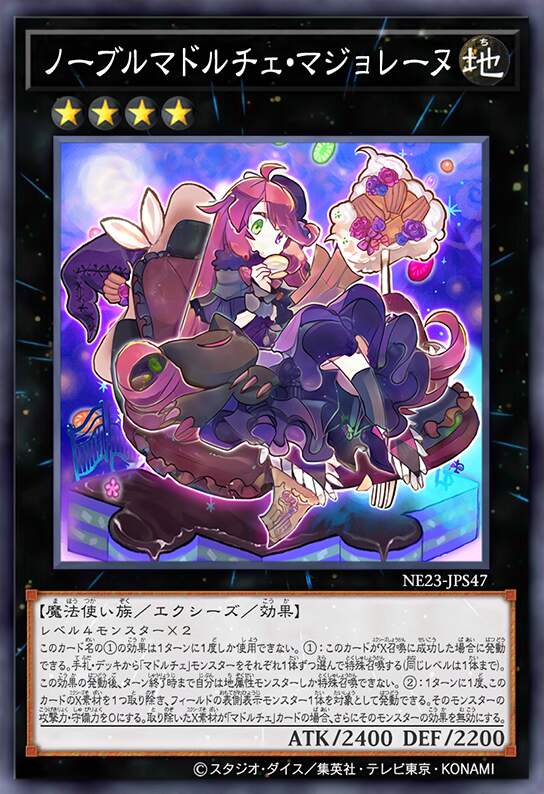 ノーブルマドルチェ・マジョレーヌ 地
NE23-JPS47
【魔法使い族／エクシーズ／効果】
レベル４モンスター×２
このカード名の①の効果は1ターンに1度しか使用できない。①：このカードがX召喚に成功した場合に発動
できる。手札・デッキから「マドルチェ」モンスターをそれぞれ1体ずつ選んで特殊召喚する(同じレベルは1体まで)。
この効果の発動後、ターン終了時まで自分は地属性モンスターしか特殊召喚できない。②：1ターンに1度、この
カードのX素材を1つ取り除き、フィールドの表側表示モンスター1体を対象として発動できる。そのモンスターの
攻撃力・守備力を0にする。取り除いたX素材が「マドルチェ」カードの場合、さらにそのモンスターの効果を無効にする。
ATK/2400 DEF/2200
©スタジオ・ダイス／集英社・テレビ東京・KONAMI